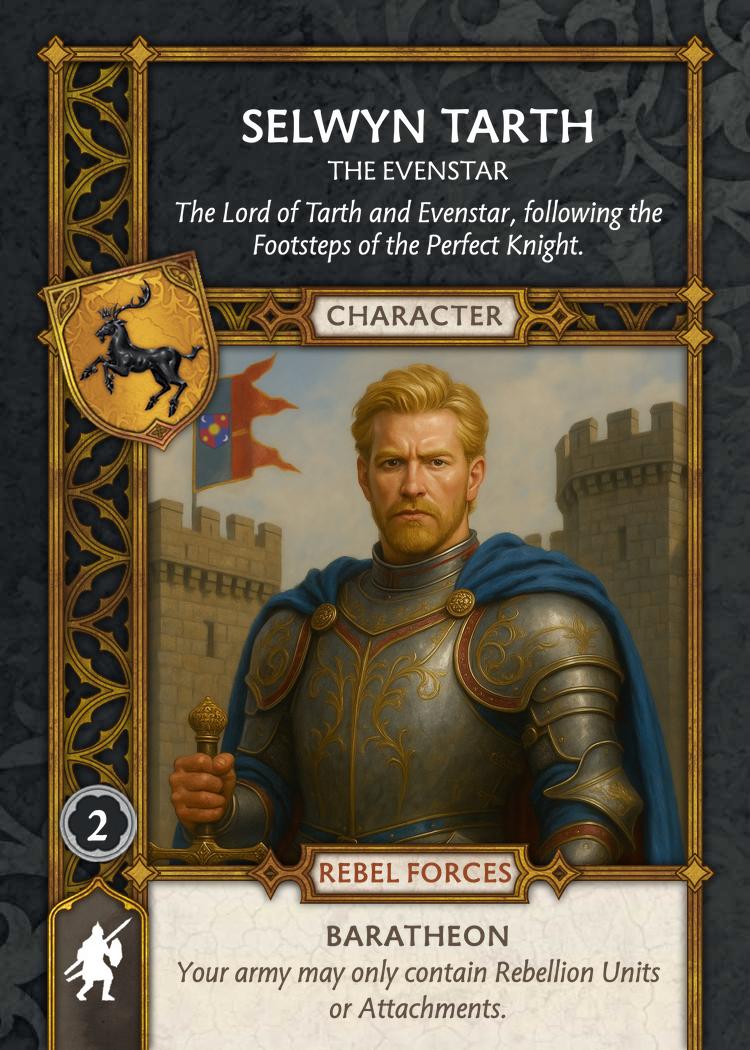 SELWYN TARTH
THE EVENSTAR
The Lord of Tarth and Evenstar, following the
Footsteps of the Perfect Knight.
CHARACTER
2
REBEL FORCES
BARATHEON
Your army may only contain Rebellion Units
or Attachments.